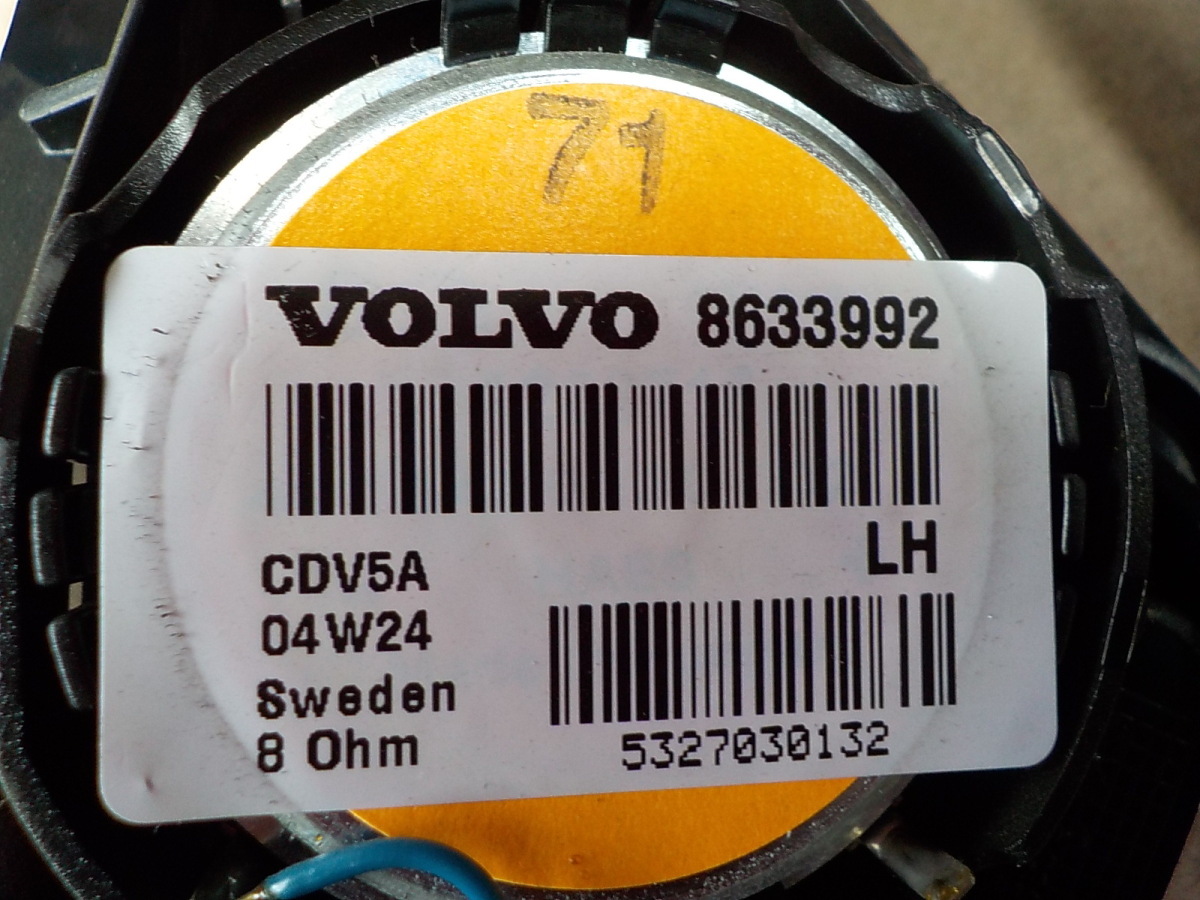 71
VOLVO 8633992
LH
CDV5A
04W24
Sweden
8 Ohm
5327030132